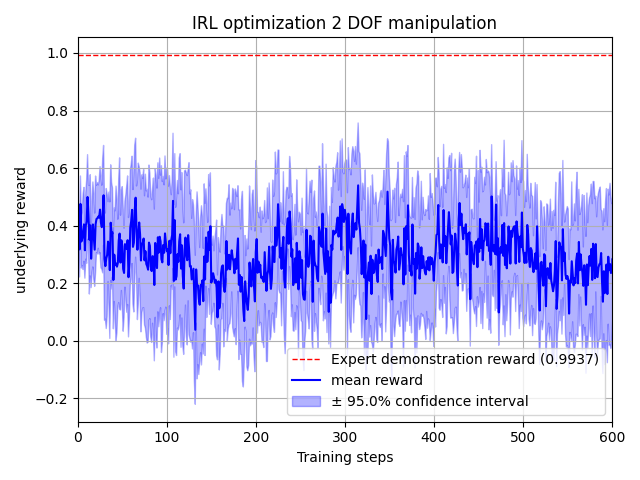 IRL optimization 2 DOF manipulation
1.0
0.8
0.6
0.4
0.2
0.0
−0.2
underlying reward
Expert demonstration reward (0.9937)
mean reward
± 95.0% confidence interval
0 100 200 300 400 500 600
Training steps